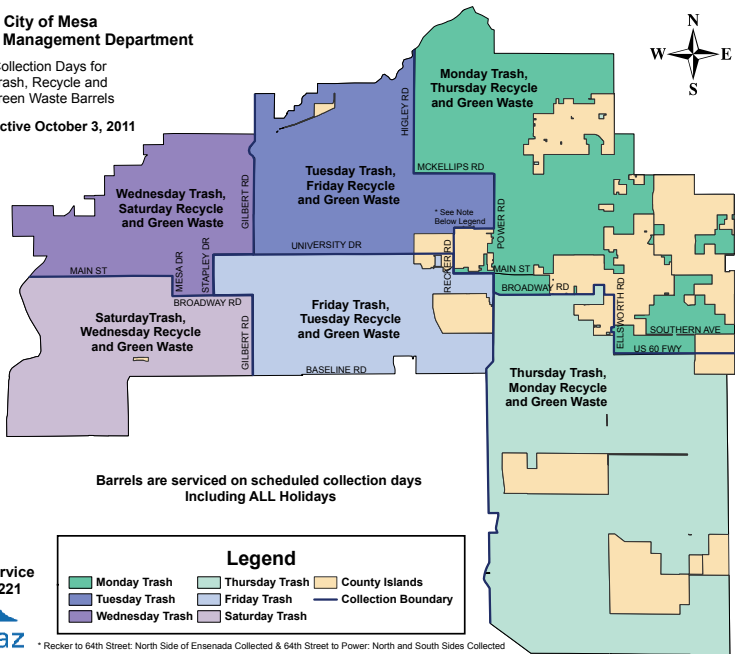 City of Mesa
Management Department
Collection Days for
Trash, Recycle and
Green Waste Barrels
October 3, 2011
N
W E
S
Monday Trash,
Thursday Recycle
and Green Waste
HIGLEY RD
MCKELLIPS RD
Tuesday Trash,
Friday Recycle
and Green Waste
* See Note
Below Legend
POWER RD
Wednesday Trash,
Saturday Recycle
and Green Waste
GILBERT RD
UNIVERSITY DR
RECKER RD
MAIN ST
MESA DR
STAPLEY DR
MAIN ST
BROADWAY RD
BROADWAY RD
ELLSWORTH RD
SaturdayTrash,
Wednesday Recycle
and Green Waste
GILBERT RD
Friday Trash,
Tuesday Recycle
and Green Waste
SOUTHERN AVE
US 60 FWY
BASELINE RD
Thursday Trash,
Monday Recycle
and Green Waste
Barrels are serviced on scheduled collection days
Including ALL Holidays
Legend
Monday Trash
Thursday Trash
County Islands
Tuesday Trash
Friday Trash
Collection Boundary
Wednesday Trash
Saturday Trash
221
az
* Recker to 64th Street: North Side of Ensenada Collected & 64th Street to Power: North and South Sides Collected